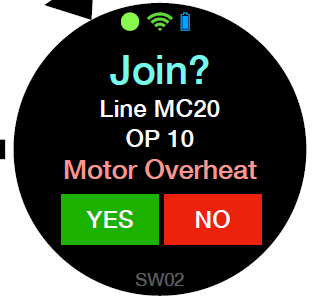 Join?
Line MC20
OP 10
Motor Overheat
YES NO
SW02